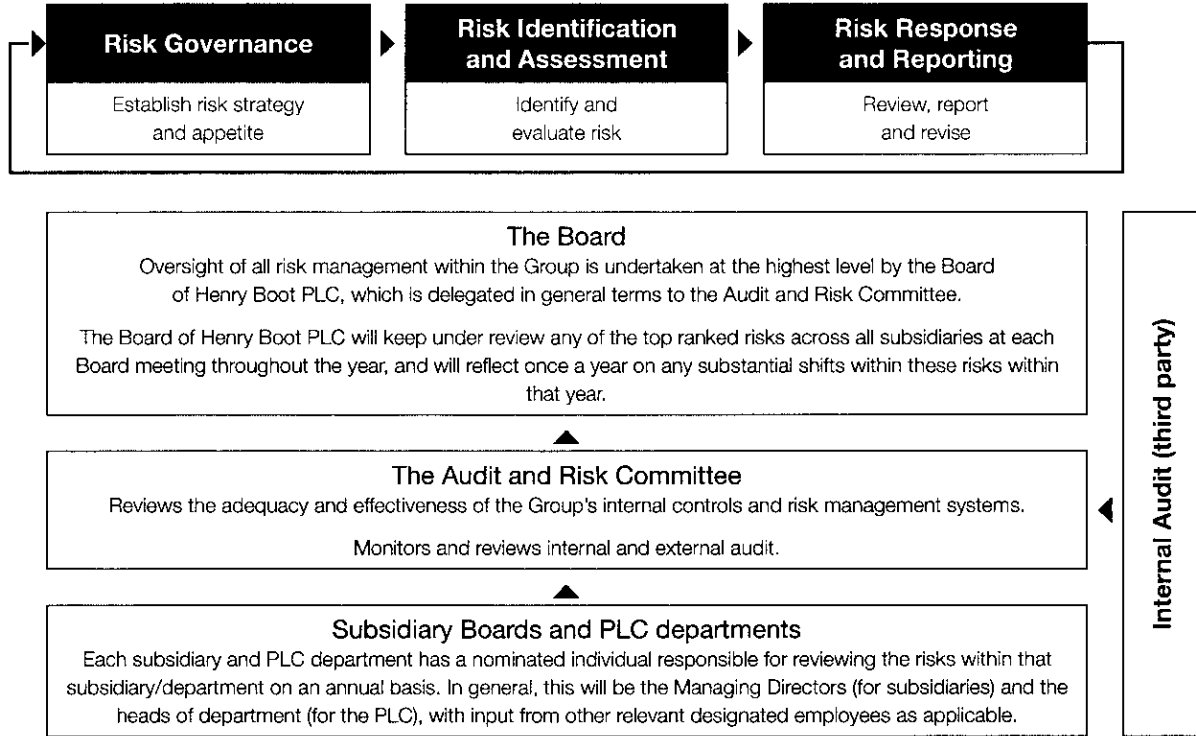 Risk Governance
Establish risk strategy
and appetite
Risk Identification
and Assessment
Identify and
evaluate risk
Risk Response
and Reporting
Review, report
and revise
The Board
Oversight of all risk management within the Group is undertaken at the highest level by the Board
of Henry Boot PLC, which is delegated in general terms to the Audit and Risk Committee.
The Board of Henry Boot PLC will keep under review any of the top ranked risks across all subsidiaries at each
Board meeting throughout the year, and will reflect once a year on any substantial shifts within these risks within
that year.
The Audit and Risk Committee
Reviews the adequacy and effectiveness of the Group's internal controls and risk management systems.
Monitors and reviews internal and external audit.
Subsidiary Boards and PLC departments
Each subsidiary and PLC department has a nominated individual responsible for reviewing the risks within that
subsidiary/department on an annual basis. In general, this will be the Managing Directors (for subsidiaries) and the
heads of department (for the PLC), with input from other relevant designated employees as applicable.
Internal Audit (third party)